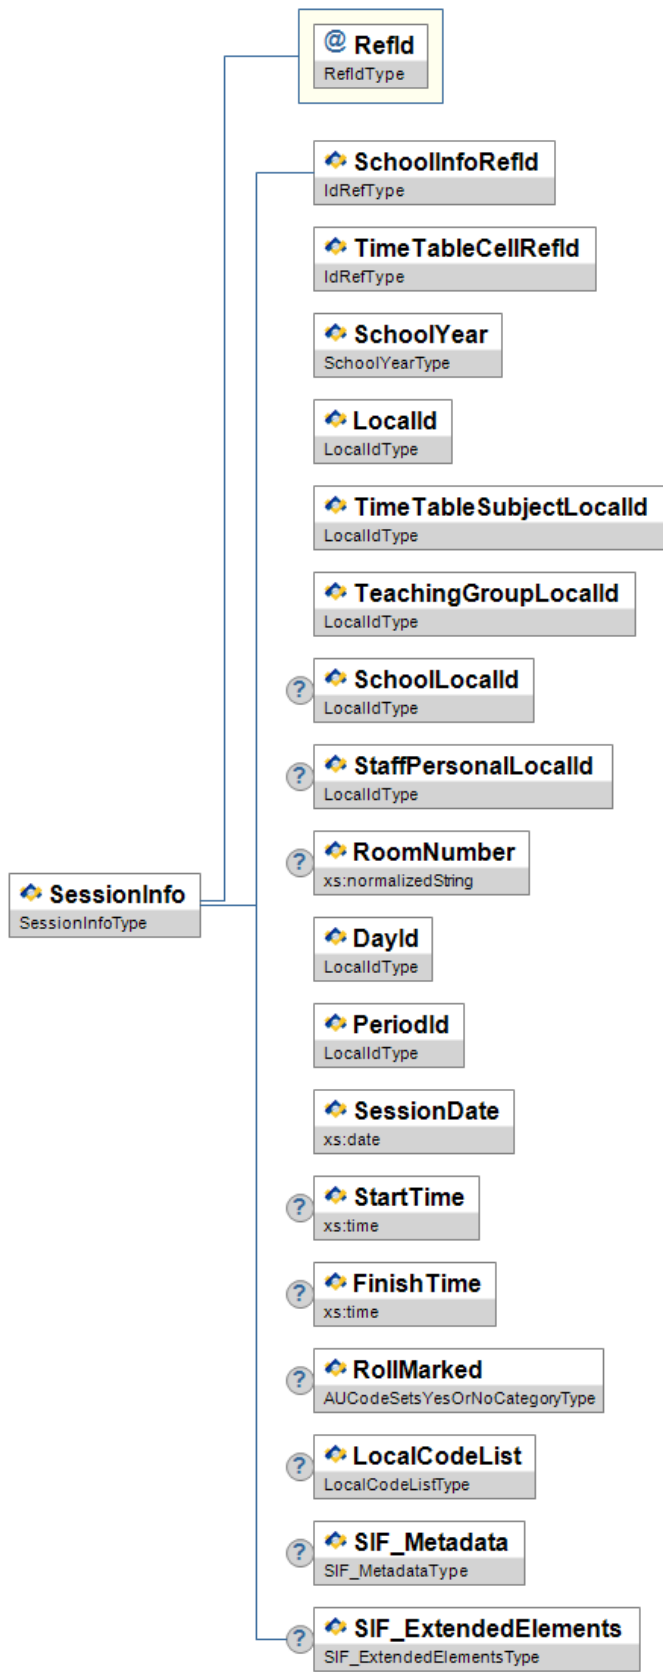 @ RefId
RefIdType
SchoolInfoRefId
IdRefType
TimeTableCellRefId
IdRefType
SchoolYear
SchoolYearType
LocalId
LocalIdType
TimeTableSubjectLocalId
LocalIdType
TeachingGroupLocalId
LocalIdType
? SchoolLocalId
LocalIdType
? StaffPersonalLocalId
LocalIdType
? RoomNumber
xs:normalizedString
SessionInfo
SessionInfoType
DayId
LocalIdType
PeriodId
LocalIdType
SessionDate
xs:date
? StartTime
xs:time
? FinishTime
xs:time
? RollMarked
AUCodeSetsYesOrNoCategoryType
? LocalCodeList
LocalCodeListType
? SIF_Metadata
SIF_MetadataType
? SIF_ExtendedElements
SIF_ExtendedElementsType